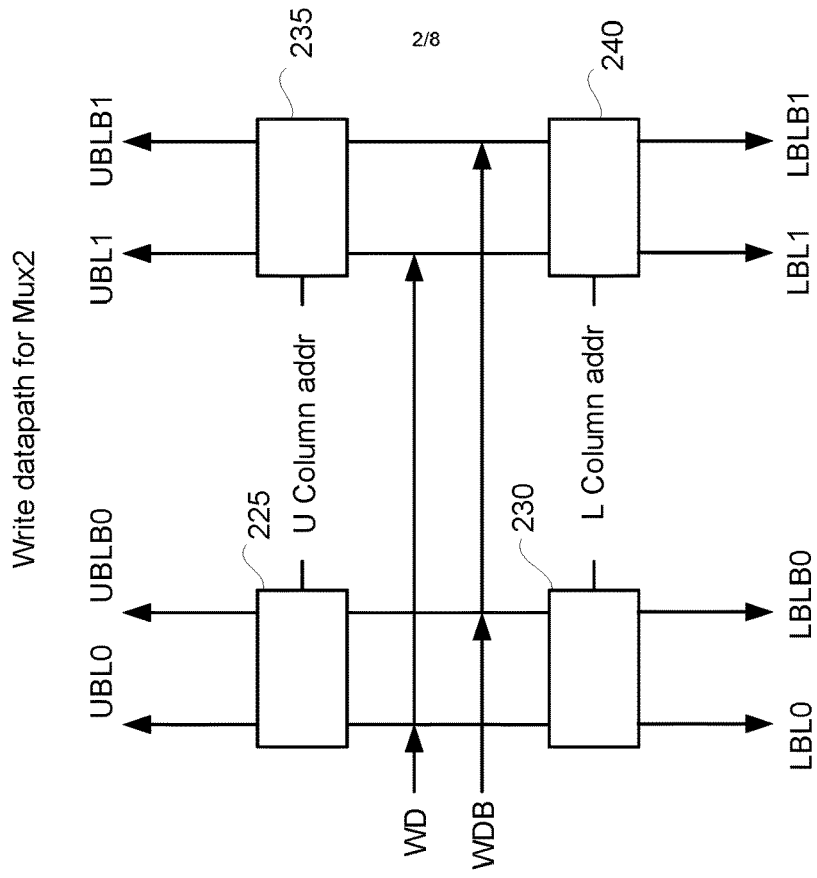 Write datapath for Mux2
UBL0
UBLB0
UBL1
UBLB1
225
235
U Column addr
2/8
WD
WDB
230
240
L Column addr
LBL0
LBLB0
LBL1
LBLB1